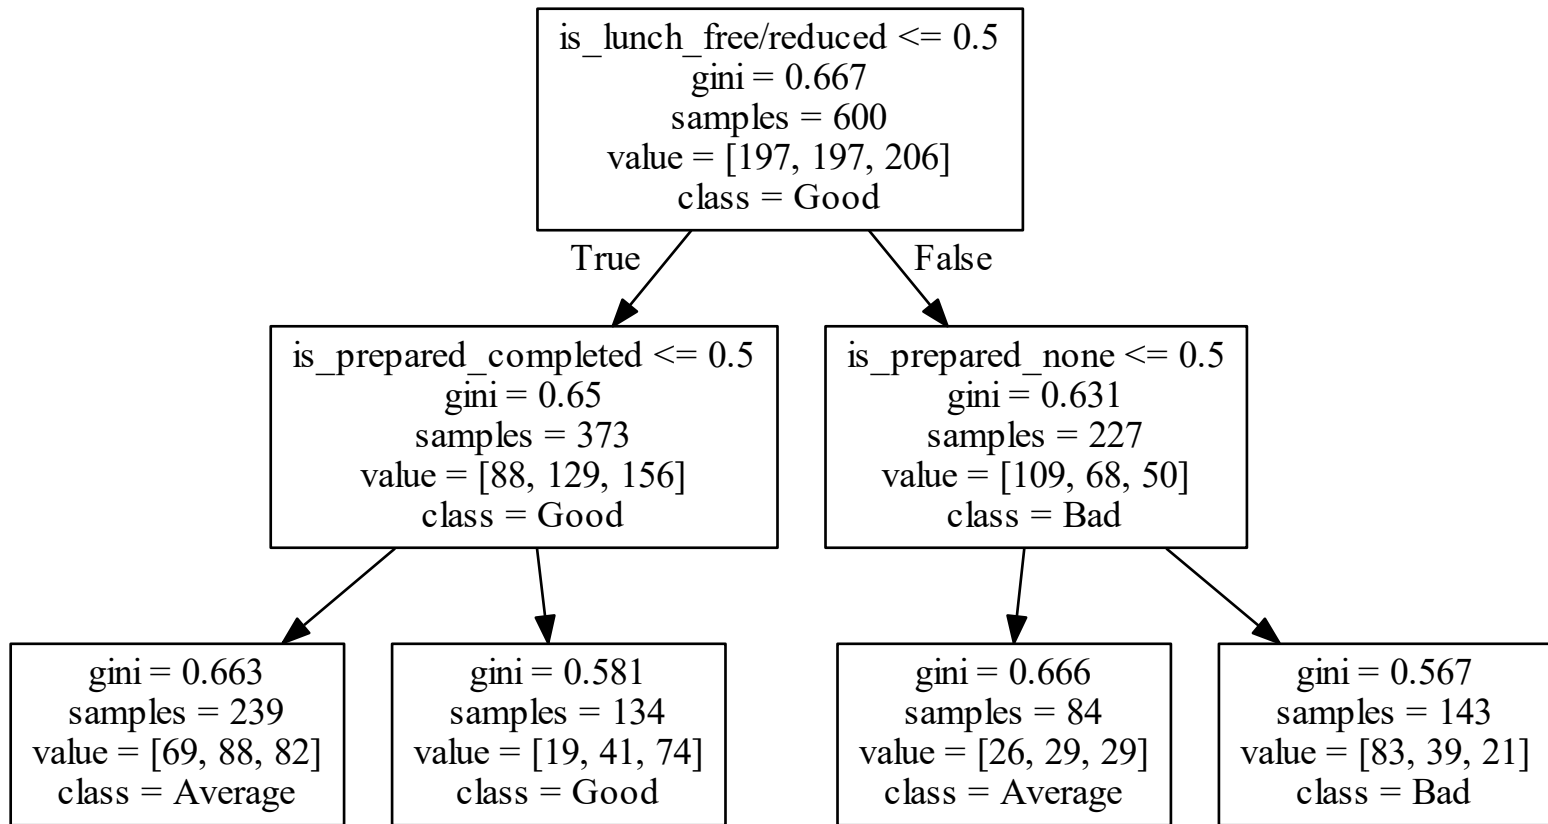 is_lunch_free/reduced <= 0.5
gini = 0.667
samples = 600
value = [197, 197, 206]
class = Good
True
False
is_prepared_completed <= 0.5
gini = 0.65
samples = 373
value = [88, 129, 156]
class = Good
is_prepared_none <= 0.5
gini = 0.631
samples = 227
value = [109, 68, 50]
class = Bad
gini = 0.663
samples = 239
value = [69, 88, 82]
class = Average
gini = 0.581
samples = 134
value = [19, 41, 74]
class = Good
gini = 0.666
samples = 84
value = [26, 29, 29]
class = Average
gini = 0.567
samples = 143
value = [83, 39, 21]
class = Bad